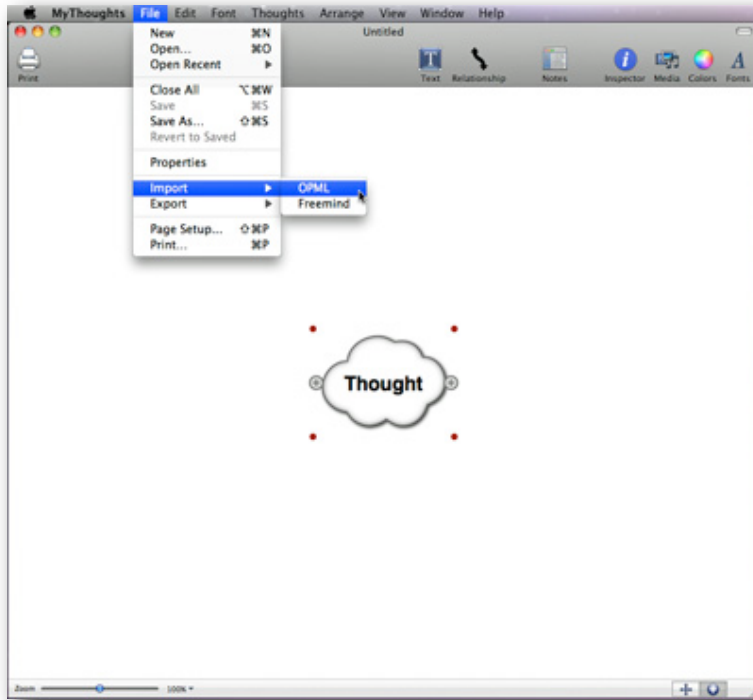 MyThoughts File Edit Font Thoughts Arrange View Window Help
Untitled
New ⌘N
Open... ⌘O
Open Recent
Close All ⌥⌘W
Save ⌘S
Save As... ⇧⌘S
Revert to Saved
Properties
Import
Export
Page Setup... ⇧⌘P
Print... ⌘P
OPML
Freemind
Print
T
Text Relationship Notes Inspector Media Colors Fonts
Thought
Zoom 100%